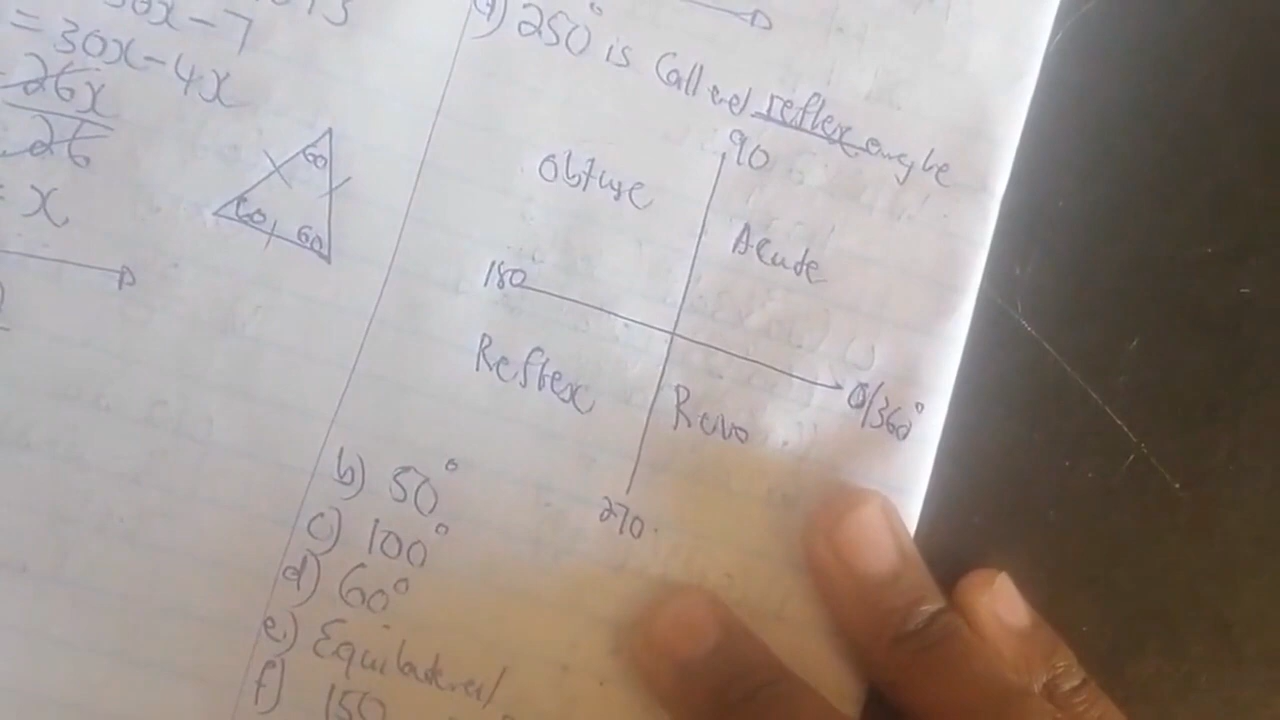 = 30x - 4x
26x
26
= x
60
60
60
a) 250° is called reflex angle
90
Obtuse
Acute
180
0/360°
Reflex
Revo
270
b) 50°
c) 100°
d) 60°
e) Equilateral
f) 150